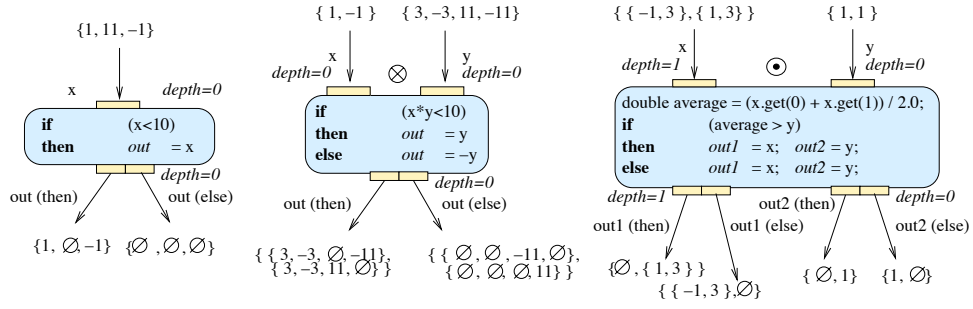 { 1, 11, −1}
x
depth=0
if (x<10)
then out = x
depth=0
out (then)
out (else)
{1, ∅, −1}
{∅ , ∅, ∅}
{ 1, −1 }
{ 3, −3, 11, −11}
x
y
depth=0
⊗
depth=0
if (x*y<10)
then out = y
else out = −y
depth=0
out (then)
out (else)
{ { 3, −3, ∅, −11},
{ 3, −3, 11, ∅} }
{ { ∅, ∅, −11, ∅},
{∅, ∅, ∅, 11} }
{ { −1, 3 }, { 1, 3} }
{ 1, 1 }
x
y
depth=1
⊙
depth=0
double average = (x.get(0) + x.get(1)) / 2.0;
if (average > y)
then out1 = x; out2 = y;
else out1 = x; out2 = y;
depth=1
out2 (then)
depth=0
out1 (then)
out1 (else)
out2 (else)
{∅, { 1, 3 } }
{ { −1, 3 }, ∅}
{ ∅, 1}
{1, ∅}